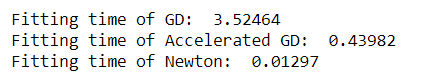 Fitting time of GD:  3.52464
Fitting time of Accelerated GD:  0.43982
Fitting time of Newton:  0.01297